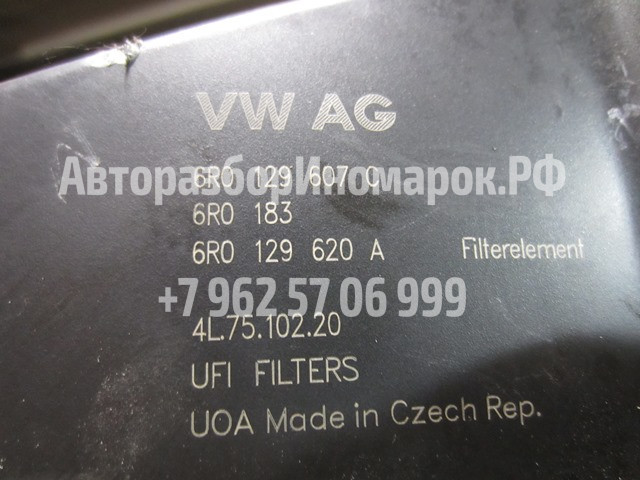 VW AG
6R0 129 607 C
АвторазборИномарок.РФ
6R0 183
6R0 129 620 A Filterelement
+7 962 57 06 999
4L.75.102.20
UFI FILTERS
UOA Made in Czech Rep.